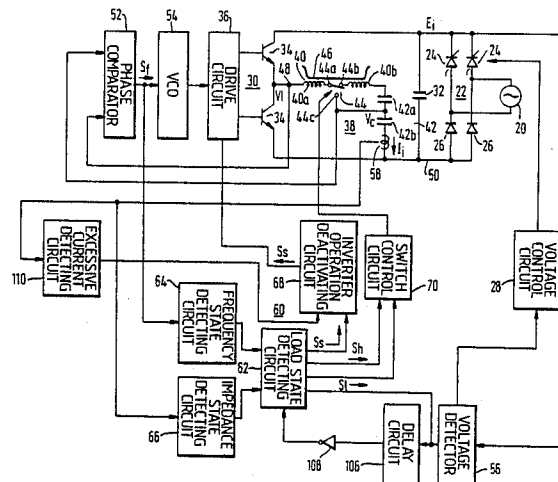 52
PHASE COMPARATOR
Sf
54
VCO
36
DRIVE CIRCUIT
34
30
34
48
VI
40
46
44a
44b
40b
40a
44
44c
38
42a
Vc
42b
42
58
Ii
50
Ei
32
24
24
22
20
26
26
110
EXCESSIVE CURRENT DETECTING CIRCUIT
64
FREQUENCY STATE DETECTING CIRCUIT
66
IMPEDANCE STATE DETECTING CIRCUIT
60
62
LOAD STATE DETECTING CIRCUIT
Ss
68
INVERTER OPERATION DEACTIVATING CIRCUIT
Ss
Sh
Sl
70
SWITCH CONTROL CIRCUIT
28
VOLTAGE CONTROL CIRCUIT
108
106
DELAY CIRCUIT
56
VOLTAGE DETECTOR